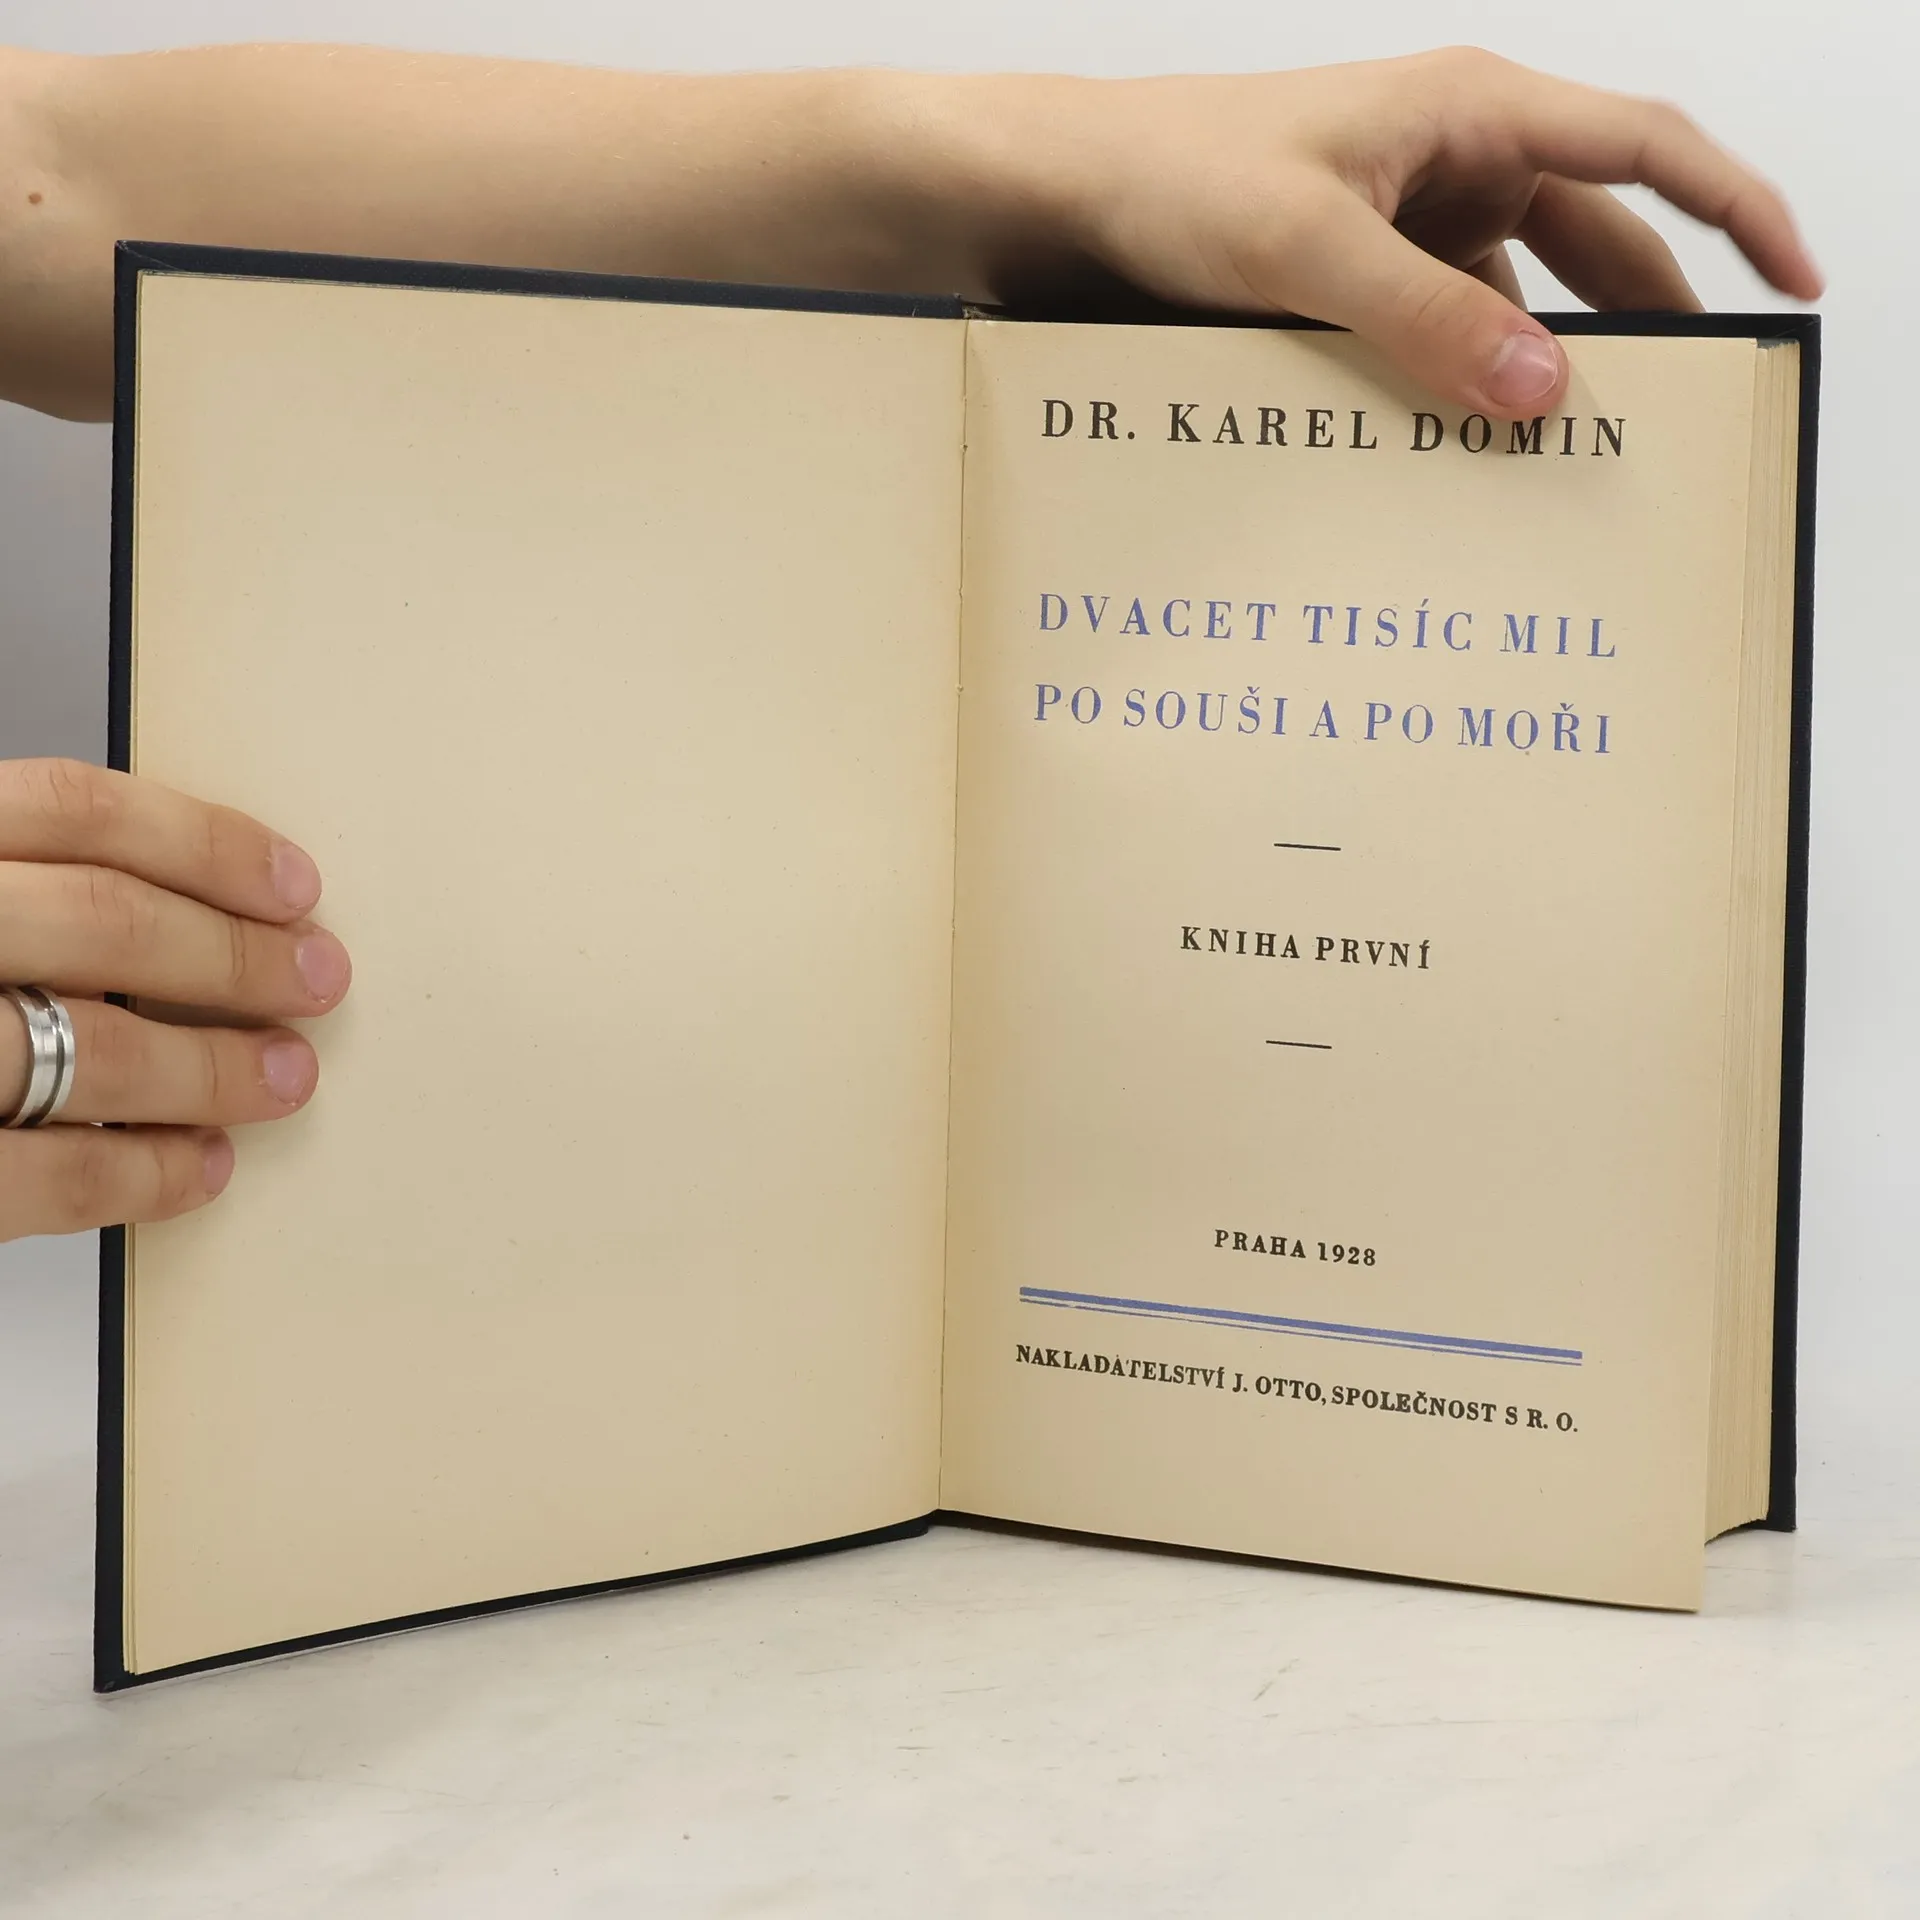 DR. KAREL DOMIN
DVACET TISÍC MIL
PO SOUŠI A PO MOŘI
KNIHA PRVNÍ
PRAHA 1928
NAKLADATELSTVÍ J. OTTO, SPOLEČNOST S R. O.